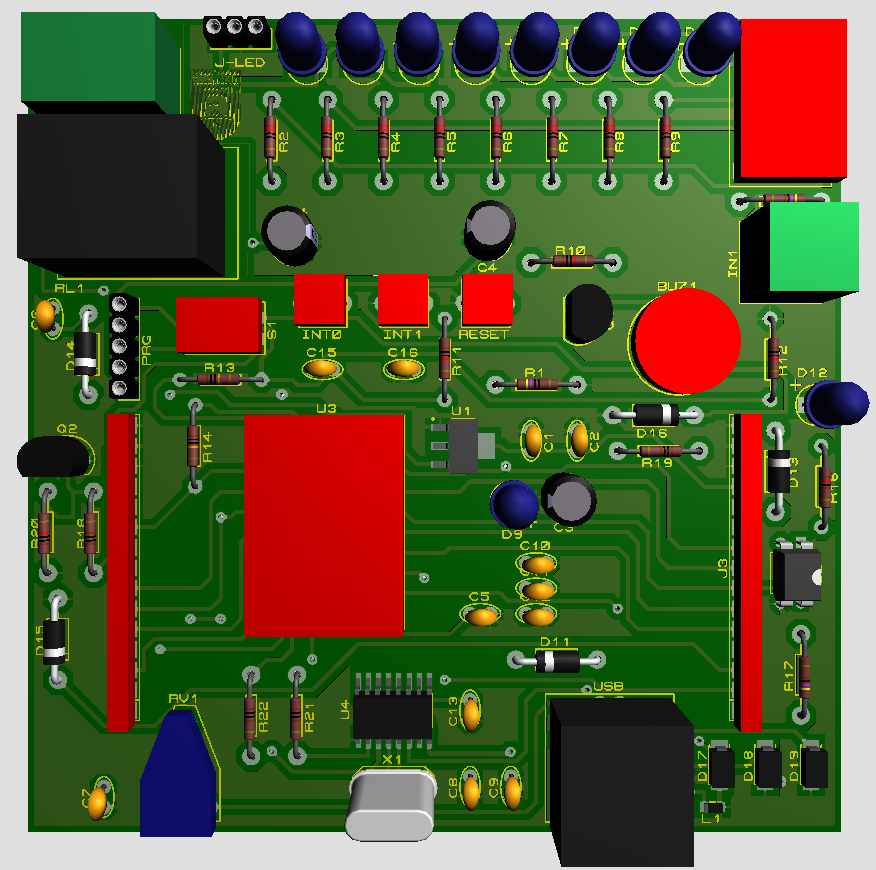 J-LED
R2
R3
R4
R5
R6
R7
R8
R9
C4
R10
IN1
RL1
BUZ1
S1
INT0
INT1
RESET
D14
PRG
C15
C16
R11
R12
R13
R1
D12
U3
U1
D16
R14
C1
C2
R19
D13
R16
R20
R18
D9
C10
J3
C5
D15
D11
R17
RV1
USB
R22
R21
U4
C13
X1
D17
D18
D19
C7
C8
C9
L1